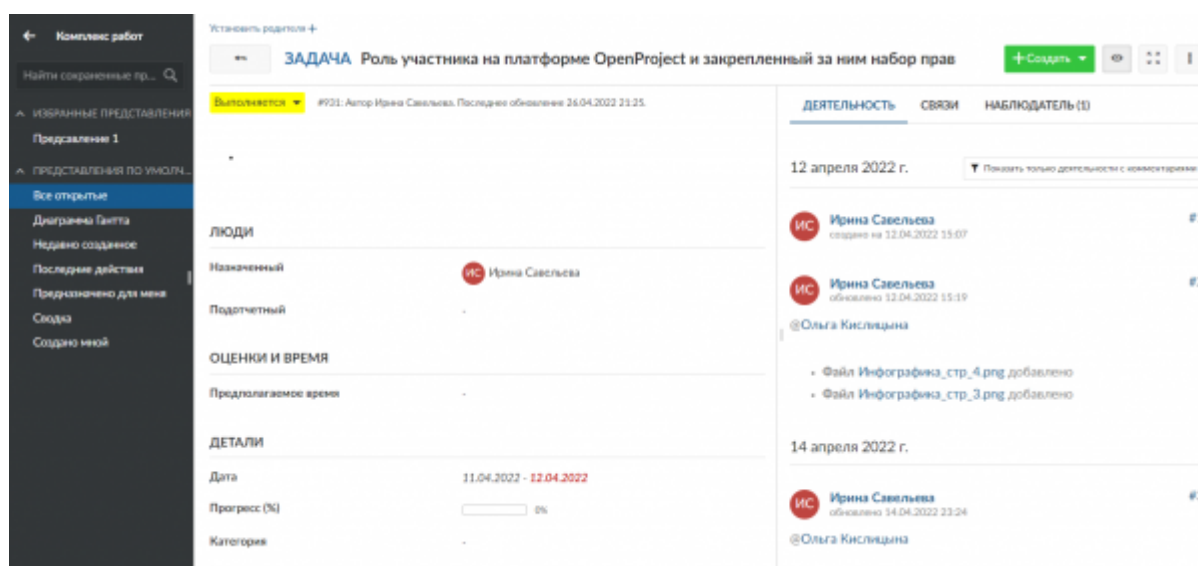 Комплекс работ
Найти сохраненные пр...
ИЗБРАННЫЕ ПРЕДСТАВЛЕНИЯ
Предсавление 1
ПРЕДСТАВЛЕНИЯ ПО УМОЛЧ...
Все открытые
Диаграмма Гантта
Недавно созданное
Последние действия
Предназначено для меня
Сводка
Создано мной
Установить родителя +
ЗАДАЧА Роль участника на платформе OpenProject и закрепленный за ним набор прав
+ Создать
Выполняется
#931: Автор Ирина Савельева. Последнее обновление 26.04.2022 21:25.
ЛЮДИ
Назначенный
ИС Ирина Савельева
Подотчетный
-
ОЦЕНКИ И ВРЕМЯ
Предполагаемое время
-
ДЕТАЛИ
Дата
11.04.2022 - 12.04.2022
Прогресс (%)
0%
Категория
-
ДЕЯТЕЛЬНОСТЬ СВЯЗИ НАБЛЮДАТЕЛЬ (1)
12 апреля 2022 г.
Показать только деятельности с комментариями
ИС Ирина Савельева
создано на 12.04.2022 15:07
ИС Ирина Савельева
обновлено 12.04.2022 15:19
@Ольга Кислицына
Файл Инфографика_стр_4.png добавлено
Файл Инфографика_стр_3.png добавлено
14 апреля 2022 г.
ИС Ирина Савельева
обновлено 14.04.2022 23:24
@Ольга Кислицына